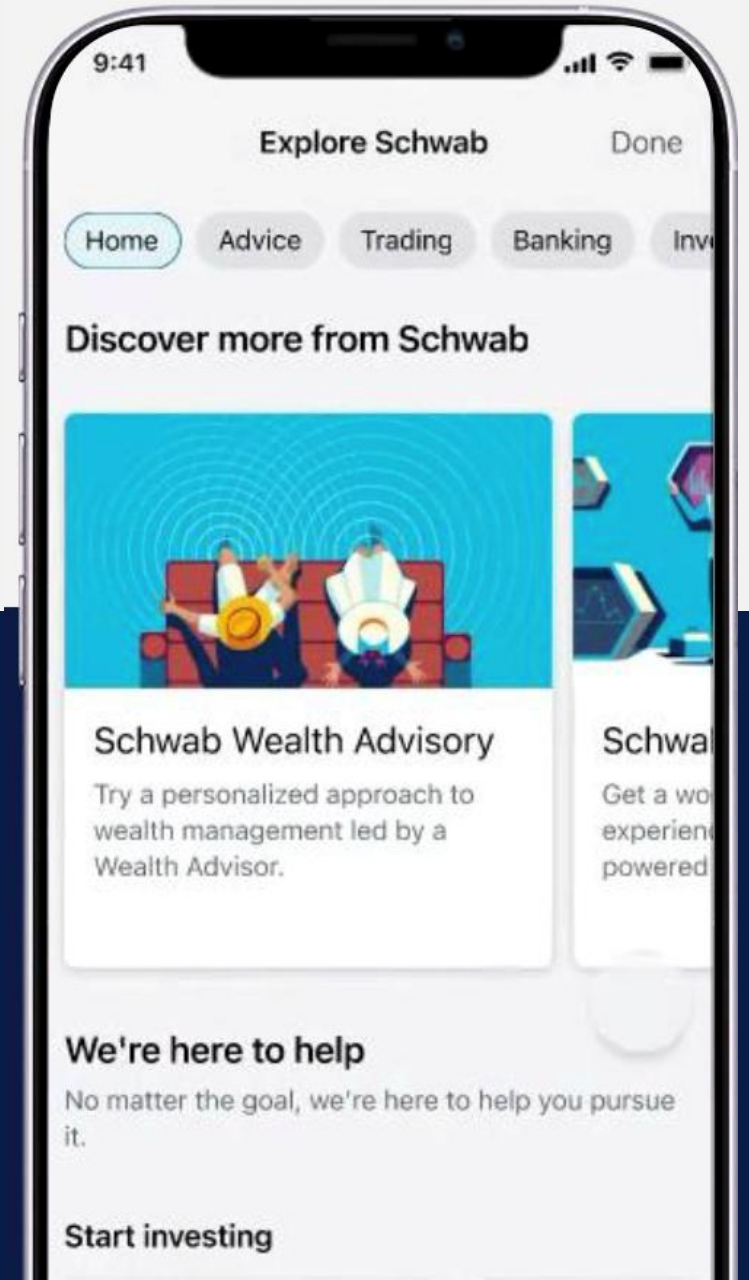 9:41
Explore Schwab Done
Home Advice Trading Banking
Discover more from Schwab
Schwab Wealth Advisory
Try a personalized approach to
wealth management led by a
Wealth Advisor.
Get a
powered
We're here to help
No matter the goal, we're here to help you pursue
it.
Start investing